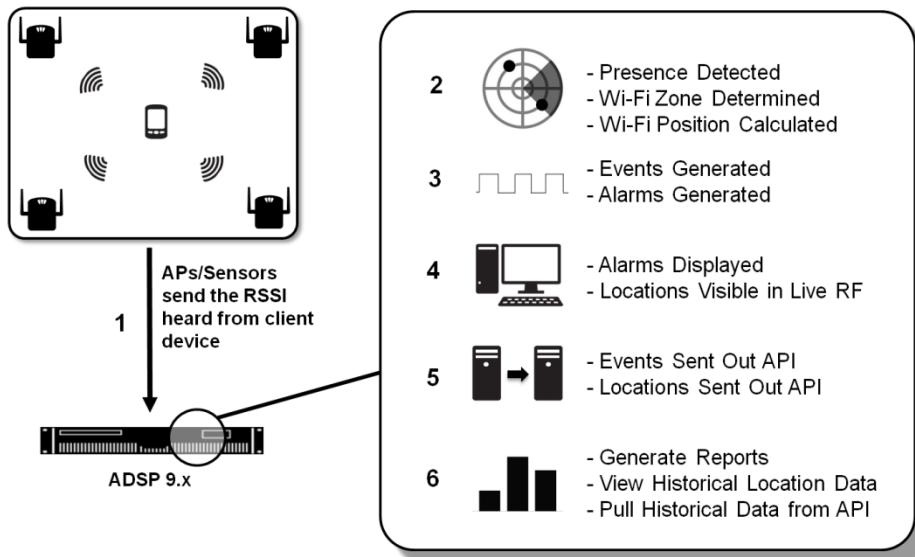 1
APs/Sensors
send the RSSI
heard from client
device
ADSP 9.x
2
- Presence Detected
- Wi-Fi Zone Determined
- Wi-Fi Position Calculated
3
- Events Generated
- Alarms Generated
4
- Alarms Displayed
- Locations Visible in Live RF
5
- Events Sent Out API
- Locations Sent Out API
6
- Generate Reports
- View Historical Location Data
- Pull Historical Data from API